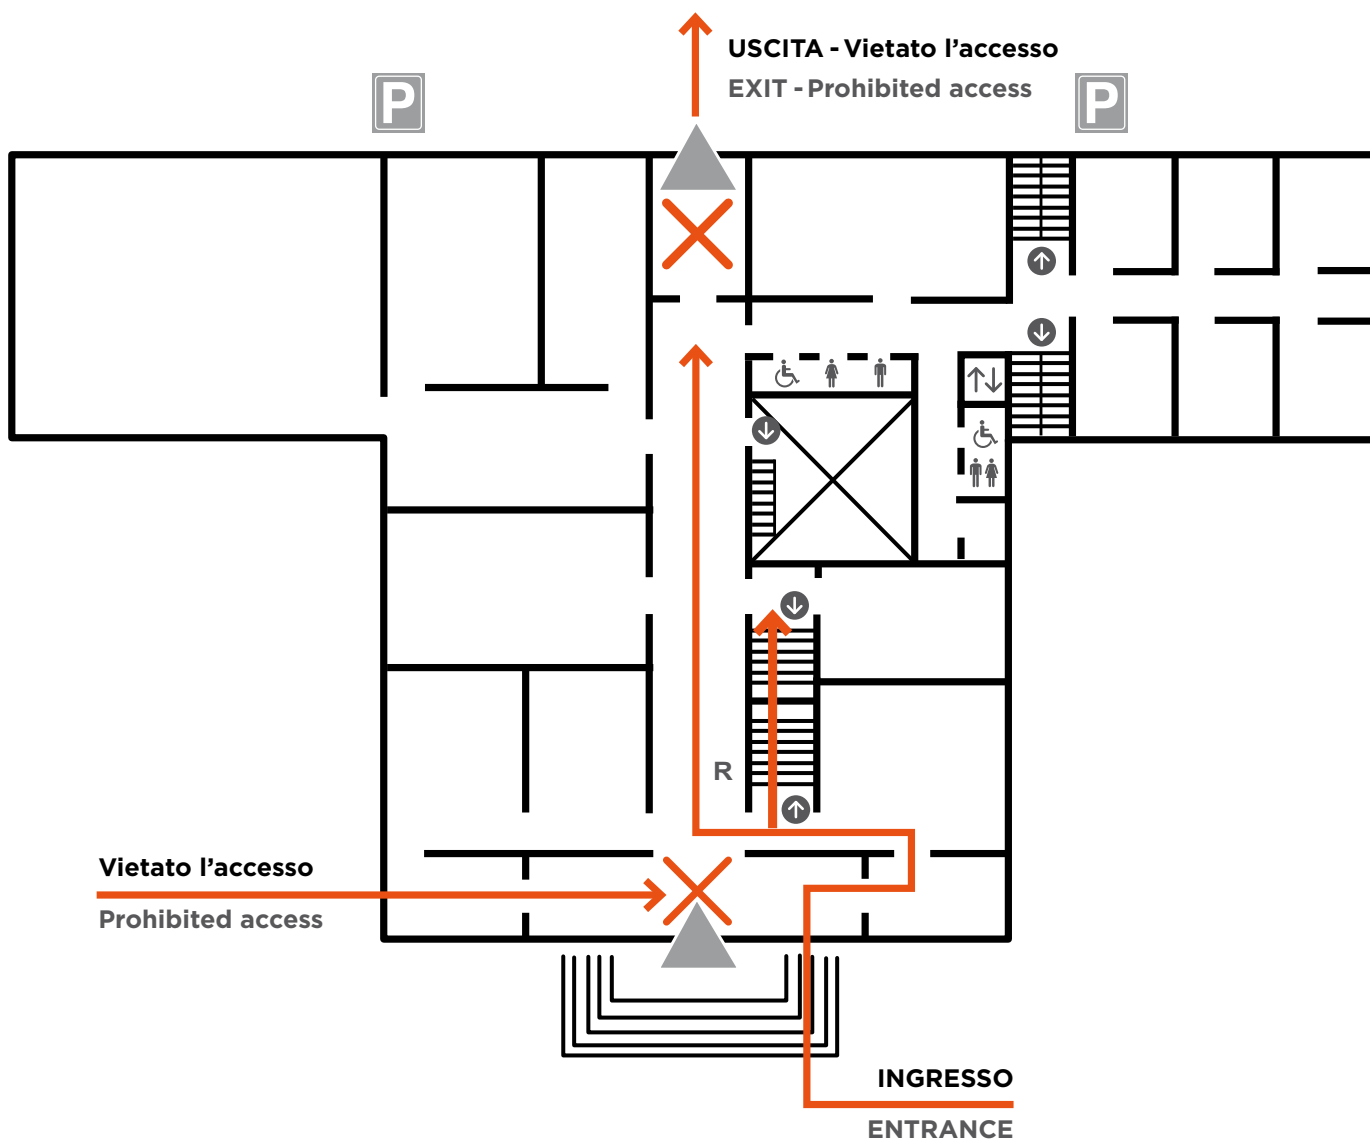 USCITA - Vietato l’accesso
EXIT - Prohibited access
P
P
R
Vietato l’accesso
Prohibited access
INGRESSO
ENTRANCE